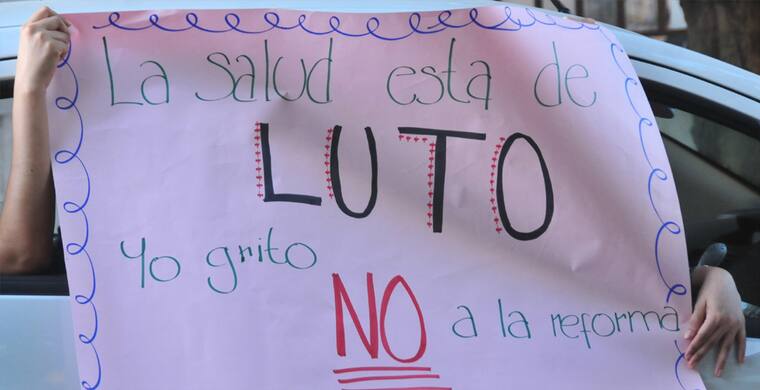 La salud esta de
LUTO
Yo grito
NO a la reforma